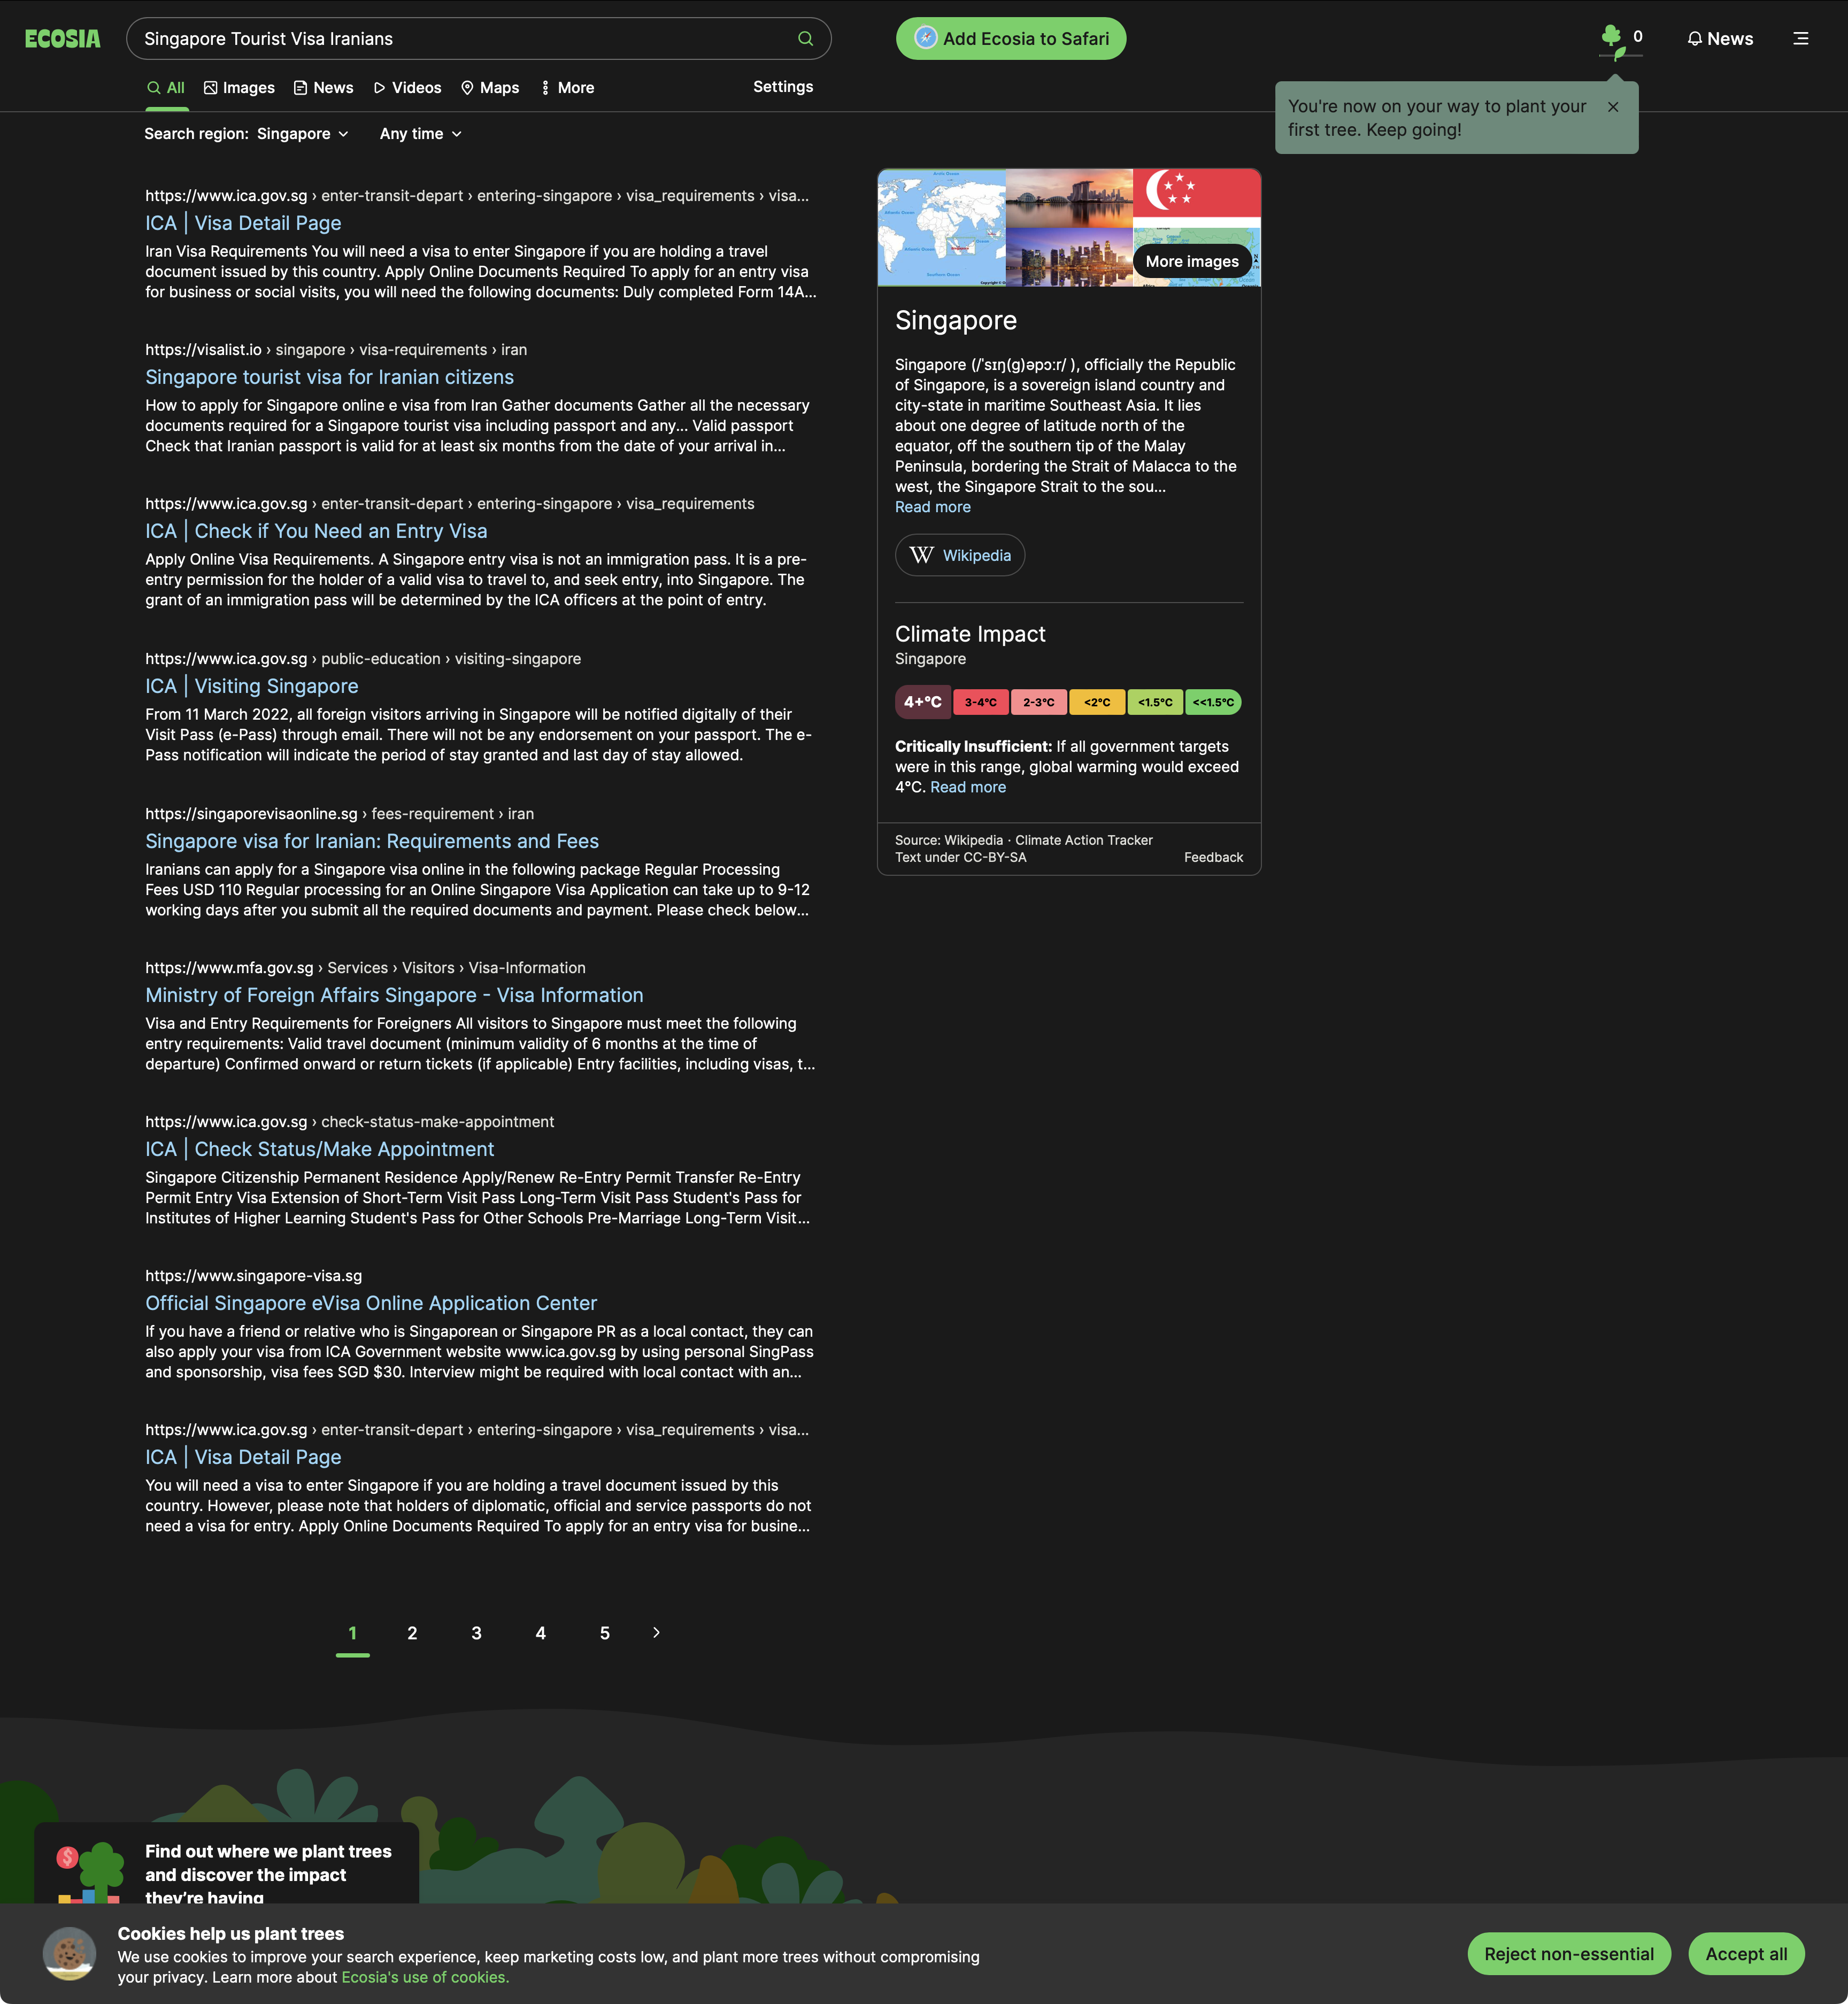 ECOSIA
Singapore Tourist Visa Iranians
Add Ecosia to Safari
0
News
All
Images
News
Videos
Maps
More
Settings
You're now on your way to plant your
first tree. Keep going!
Search region: Singapore
Any time
https://www.ica.gov.sg › enter-transit-depart › entering-singapore › visa_requirements › visa...
ICA | Visa Detail Page
Iran Visa Requirements You will need a visa to enter Singapore if you are holding a travel
document issued by this country. Apply Online Documents Required To apply for an entry visa
for business or social visits, you will need the following documents: Duly completed Form 14A...
https://visalist.io › singapore › visa-requirements › iran
Singapore tourist visa for Iranian citizens
How to apply for Singapore online e visa from Iran Gather documents Gather all the necessary
documents required for a Singapore tourist visa including passport and any... Valid passport
Check that Iranian passport is valid for at least six months from the date of your arrival in...
https://www.ica.gov.sg › enter-transit-depart › entering-singapore › visa_requirements
ICA | Check if You Need an Entry Visa
Apply Online Visa Requirements. A Singapore entry visa is not an immigration pass. It is a pre-
entry permission for the holder of a valid visa to travel to, and seek entry, into Singapore. The
grant of an immigration pass will be determined by the ICA officers at the point of entry.
https://www.ica.gov.sg › public-education › visiting-singapore
ICA | Visiting Singapore
From 11 March 2022, all foreign visitors arriving in Singapore will be notified digitally of their
Visit Pass (e-Pass) through email. There will not be any endorsement on your passport. The e-
Pass notification will indicate the period of stay granted and last day of stay allowed.
https://singaporevisaonline.sg › fees-requirement › iran
Singapore visa for Iranian: Requirements and Fees
Iranians can apply for a Singapore visa online in the following package Regular Processing
Fees USD 110 Regular processing for an Online Singapore Visa Application can take up to 9-12
working days after you submit all the required documents and payment. Please check below...
https://www.mfa.gov.sg › Services › Visitors › Visa-Information
Ministry of Foreign Affairs Singapore - Visa Information
Visa and Entry Requirements for Foreigners All visitors to Singapore must meet the following
entry requirements: Valid travel document (minimum validity of 6 months at the time of
departure) Confirmed onward or return tickets (if applicable) Entry facilities, including visas, t...
https://www.ica.gov.sg › check-status-make-appointment
ICA | Check Status/Make Appointment
Singapore Citizenship Permanent Residence Apply/Renew Re-Entry Permit Transfer Re-Entry
Permit Entry Visa Extension of Short-Term Visit Pass Long-Term Visit Pass Student's Pass for
Institutes of Higher Learning Student's Pass for Other Schools Pre-Marriage Long-Term Visit...
https://www.singapore-visa.sg
Official Singapore eVisa Online Application Center
If you have a friend or relative who is Singaporean or Singapore PR as a local contact, they can
also apply your visa from ICA Government website www.ica.gov.sg by using personal SingPass
and sponsorship, visa fees SGD $30. Interview might be required with local contact with an...
https://www.ica.gov.sg › enter-transit-depart › entering-singapore › visa_requirements › visa...
ICA | Visa Detail Page
You will need a visa to enter Singapore if you are holding a travel document issued by this
country. However, please note that holders of diplomatic, official and service passports do not
need a visa for entry. Apply Online Documents Required To apply for an entry visa for busine...
More images
Singapore
Singapore (/ˈsɪŋ(g)əpɔːr/ ), officially the Republic
of Singapore, is a sovereign island country and
city-state in maritime Southeast Asia. It lies
about one degree of latitude north of the
equator, off the southern tip of the Malay
Peninsula, bordering the Strait of Malacca to the
west, the Singapore Strait to the sou...
Read more
W Wikipedia
Climate Impact
Singapore
4+°C 3-4°C 2-3°C <2°C <1.5°C <<1.5°C
Critically Insufficient: If all government targets
were in this range, global warming would exceed
4°C. Read more
Source: Wikipedia · Climate Action Tracker
Text under CC-BY-SA
Feedback
1 2 3 4 5
Find out where we plant trees
and discover the impact
they're having
Cookies help us plant trees
We use cookies to improve your search experience, keep marketing costs low, and plant more trees without compromising
your privacy. Learn more about Ecosia's use of cookies.
Reject non-essential
Accept all